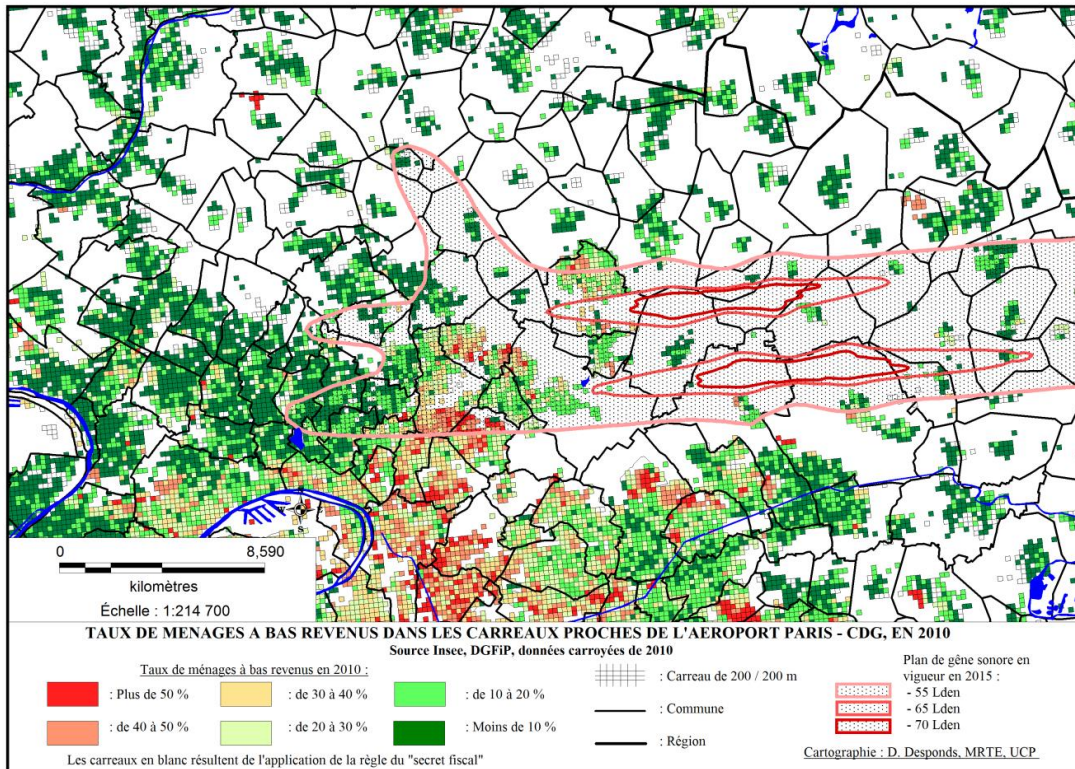 S
0 8,590
kilomètres
Échelle : 1:214 700
TAUX DE MENAGES A BAS REVENUS DANS LES CARREAUX PROCHES DE L'AEROPORT PARIS - CDG, EN 2010
Source Insee, DGFiP, données carroyées de 2010
Taux de ménages à bas revenus en 2010 :
: Plus de 50 %
: de 30 à 40 %
: de 10 à 20 %
: de 40 à 50 %
: de 20 à 30 %
: Moins de 10 %
Les carreaux en blanc résultent de l'application de la règle du "secret fiscal"
: Carreau de 200 / 200 m
: Commune
: Région
Plan de gêne sonore en
vigueur en 2015 :
- 55 Lden
- 65 Lden
- 70 Lden
Cartographie : D. Desponds, MRTE, UCP